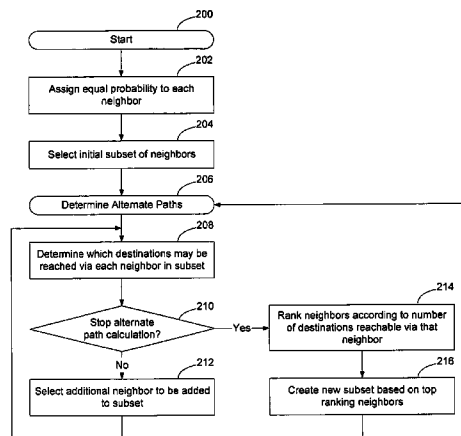 200
Start
202
Assign equal probability to each
neighbor
204
Select initial subset of neighbors
206
Determine Alternate Paths
208
Determine which destinations may be
reached via each neighbor in subset
210
Stop alternate
path calculation?
Yes
No
212
Select additional neighbor to be added
to subset
214
Rank neighbors according to number
of destinations reachable via that
neighbor
216
Create new subset based on top
ranking neighbors